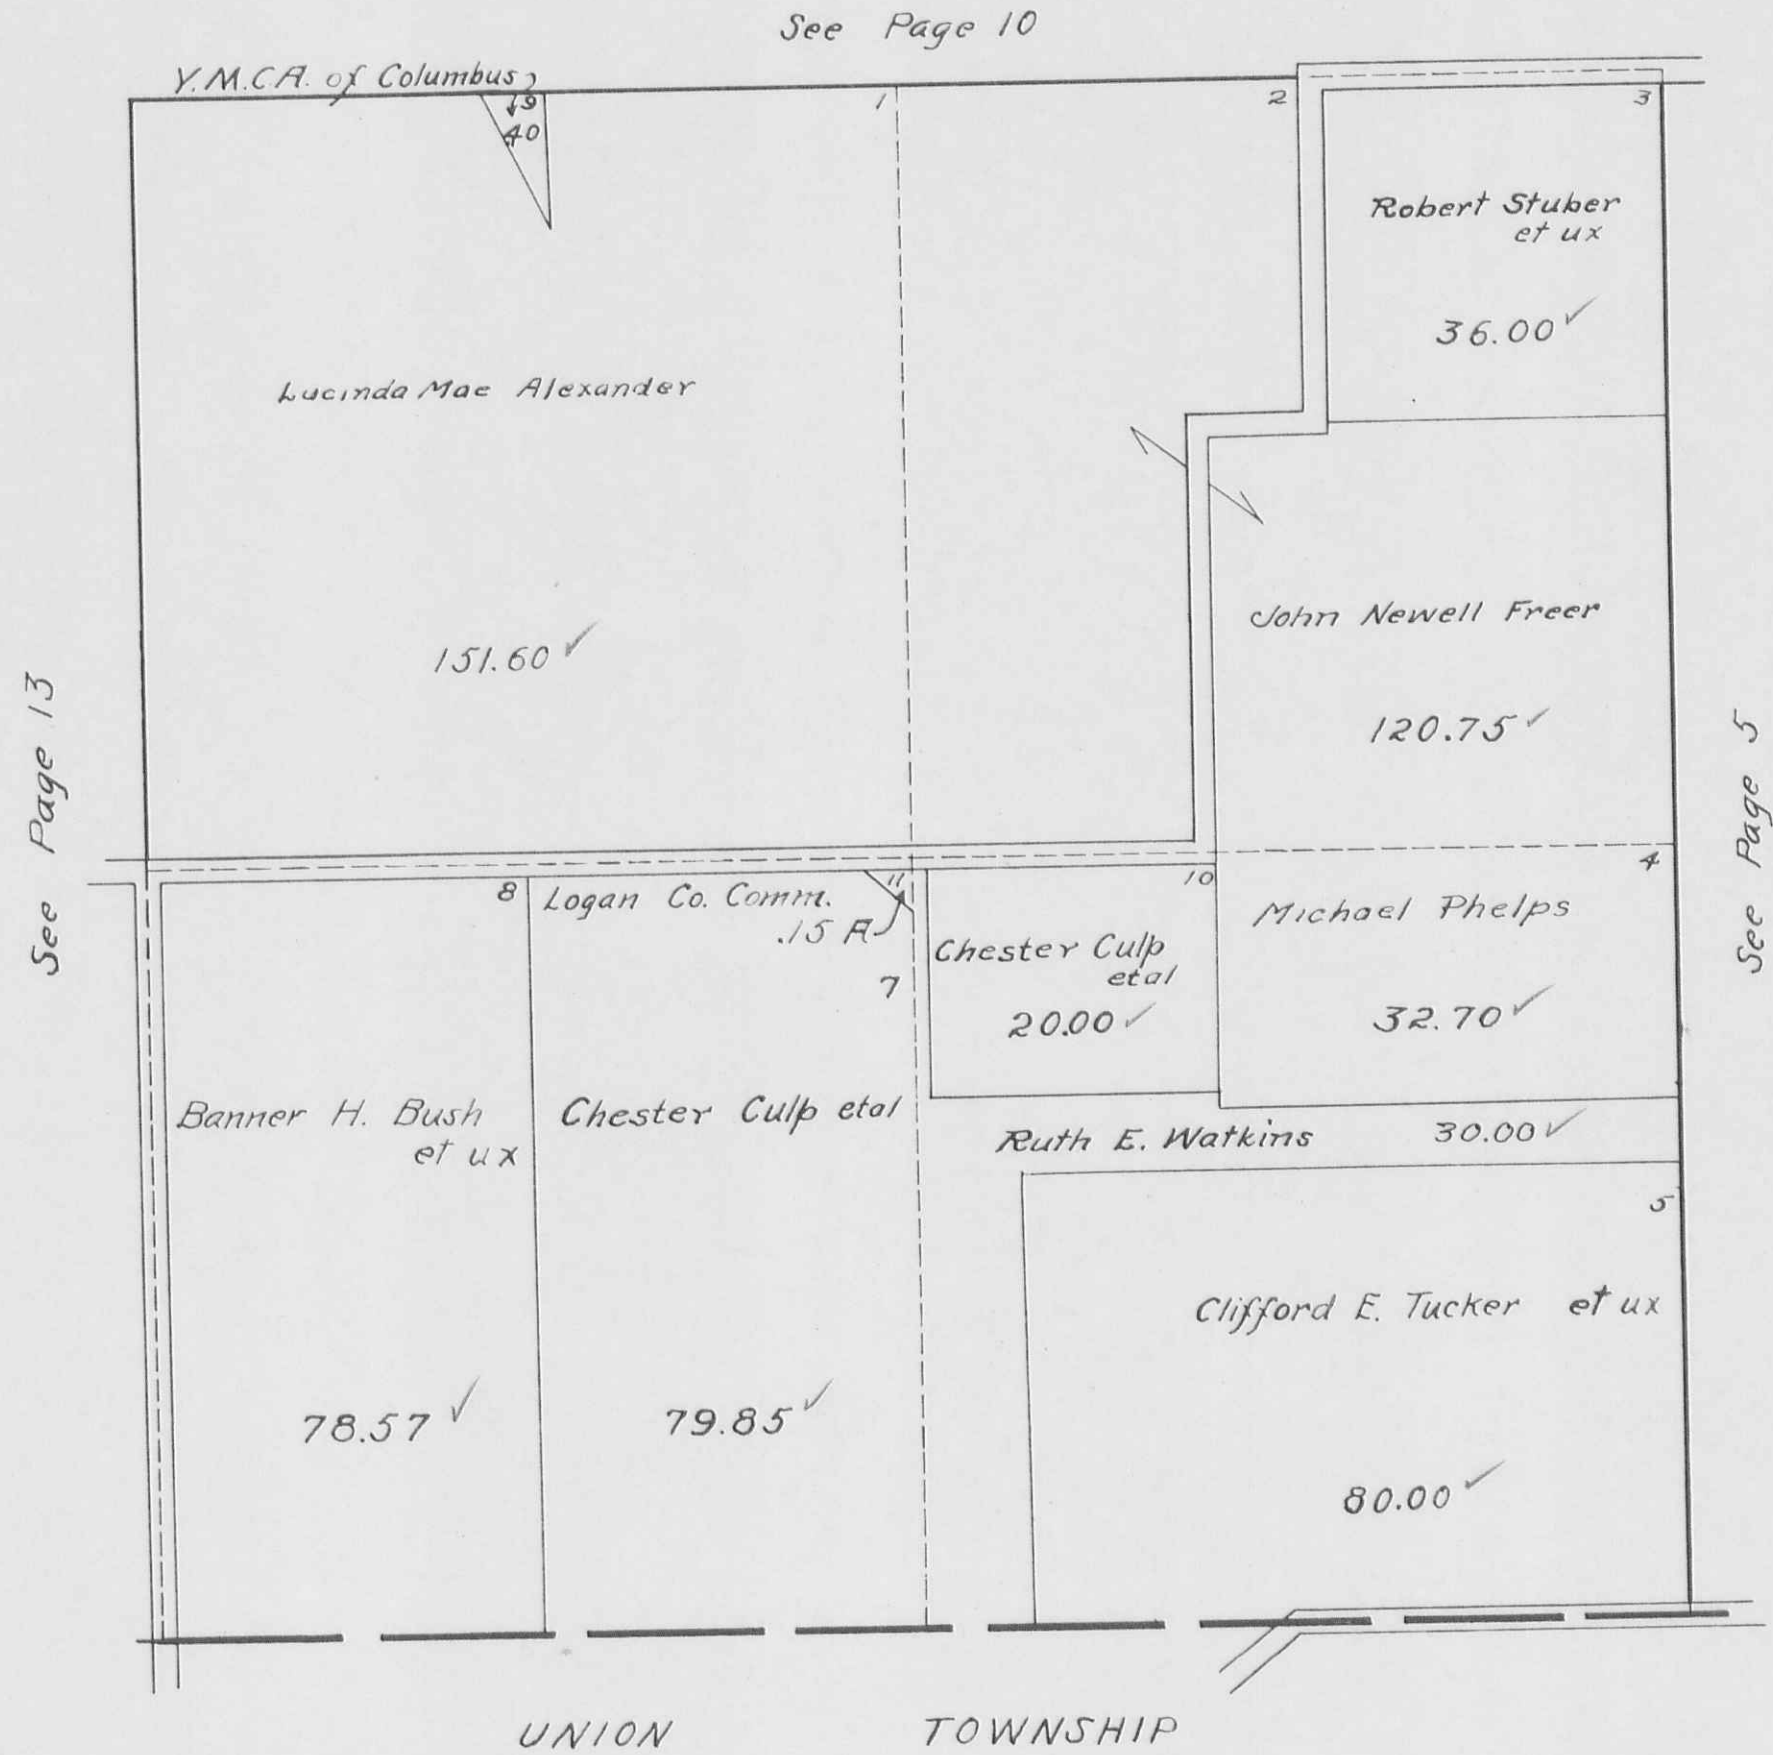 See Page 10
Y.M.C.A. of Columbus
9
.40
1
2
3
Robert Stuber
et ux
36.00 ✓
Lucinda Mae Alexander
151.60 ✓
John Newell Freer
120.75 ✓
See Page 13
See Page 5
4
8
Logan Co. Comm.
11
.15 A
10
7
Chester Culp
etal
20.00 ✓
Michael Phelps
32.70 ✓
Banner H. Bush
et ux
Chester Culp etal
Ruth E. Watkins 30.00 ✓
5
Clifford E. Tucker et ux
78.57 ✓
79.85 ✓
80.00 ✓
UNION TOWNSHIP